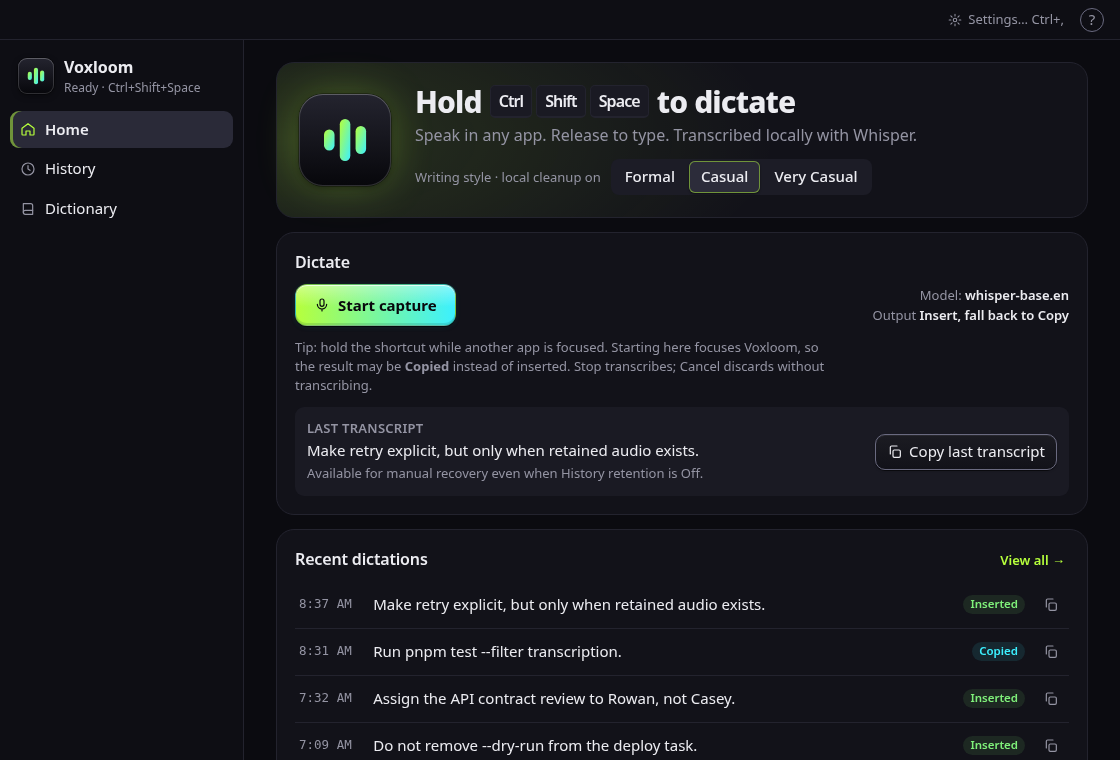 Settings... Ctrl+,
?
Voxloom
Ready · Ctrl+Shift+Space
Home
History
Dictionary
Hold Ctrl Shift Space to dictate
Speak in any app. Release to type. Transcribed locally with Whisper.
Writing style · local cleanup on Formal Casual Very Casual
Dictate
Start capture
Model: whisper-base.en
Output Insert, fall back to Copy
Tip: hold the shortcut while another app is focused. Starting here focuses Voxloom, so
the result may be Copied instead of inserted. Stop transcribes; Cancel discards without
transcribing.
LAST TRANSCRIPT
Make retry explicit, but only when retained audio exists.
Available for manual recovery even when History retention is Off.
Copy last transcript
Recent dictations
View all →
8:37 AM Make retry explicit, but only when retained audio exists. Inserted
8:31 AM Run pnpm test --filter transcription. Copied
7:32 AM Assign the API contract review to Rowan, not Casey. Inserted
7:09 AM Do not remove --dry-run from the deploy task. Inserted